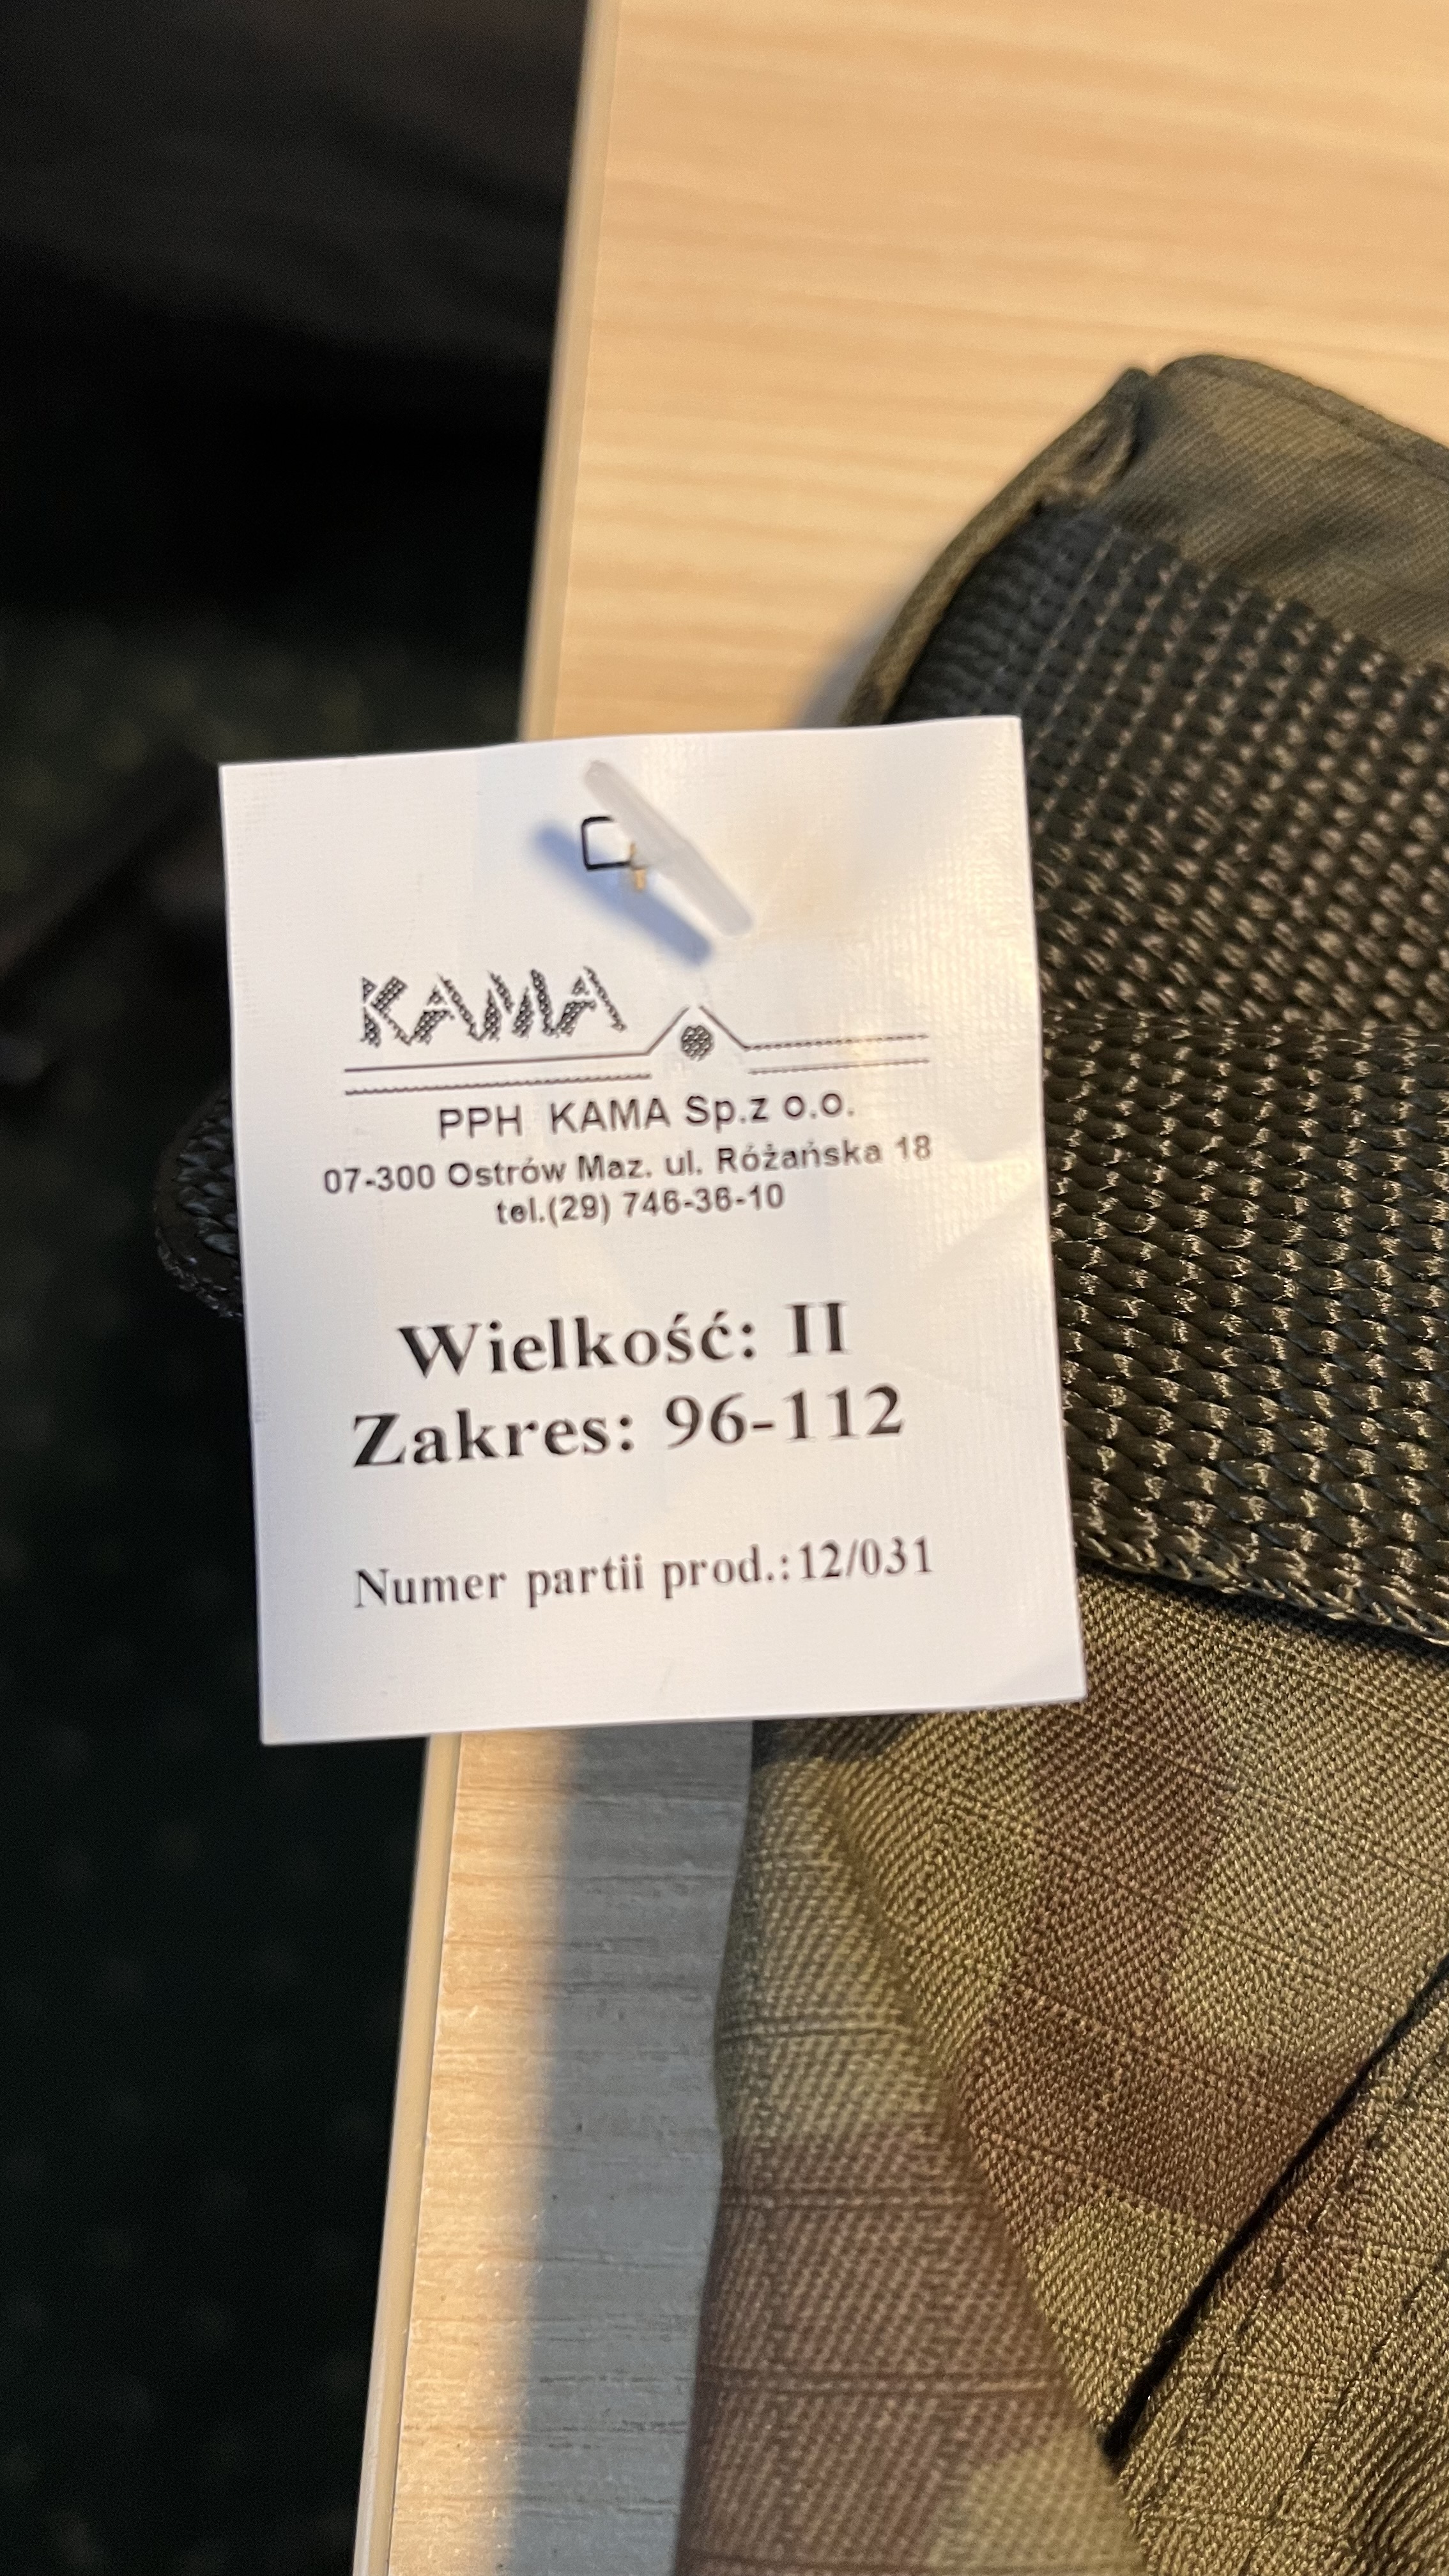 KAMA
PPH KAMA Sp.z o.o.
07-300 Ostrów Maz. ul. Różańska 18
tel.(29) 746-36-10
Wielkość: II
Zakres: 96-112
Numer partii prod.:12/031